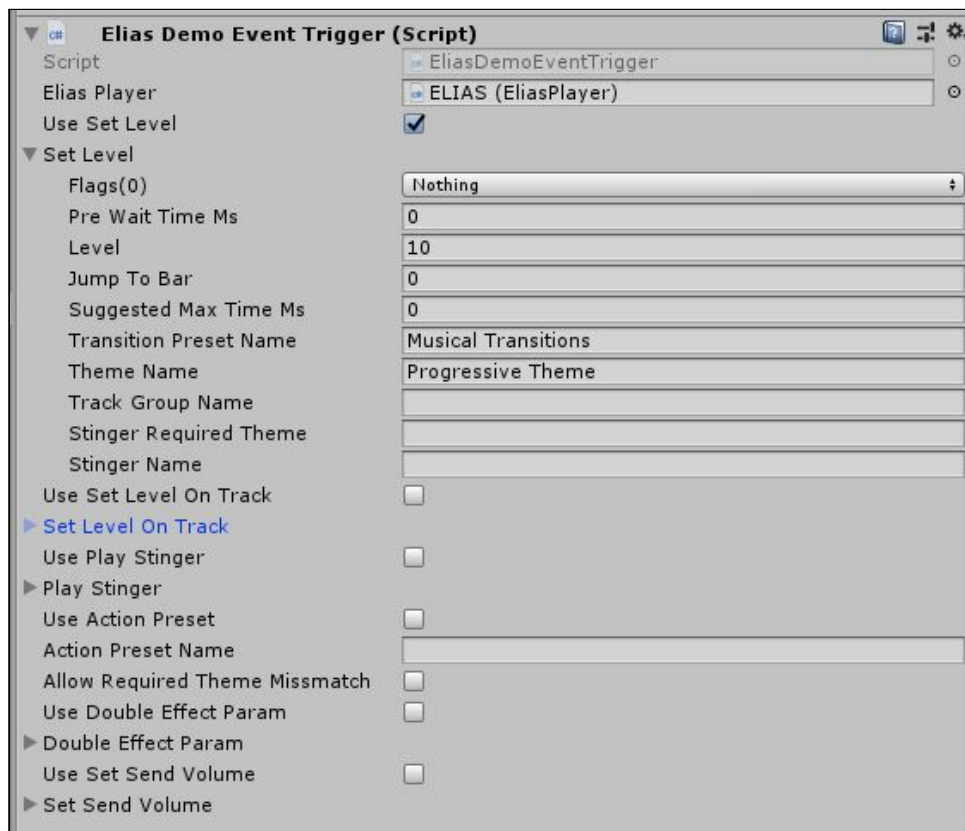 Elias Demo Event Trigger (Script)
Script EliasDemoEventTrigger
Elias Player ELIAS (EliasPlayer)
Use Set Level
Set Level
Flags(0) Nothing
Pre Wait Time Ms 0
Level 10
Jump To Bar 0
Suggested Max Time Ms 0
Transition Preset Name Musical Transitions
Theme Name Progressive Theme
Track Group Name
Stinger Required Theme
Stinger Name
Use Set Level On Track
Set Level On Track
Use Play Stinger
Play Stinger
Use Action Preset
Action Preset Name
Allow Required Theme Missmatch
Use Double Effect Param
Double Effect Param
Use Set Send Volume
Set Send Volume